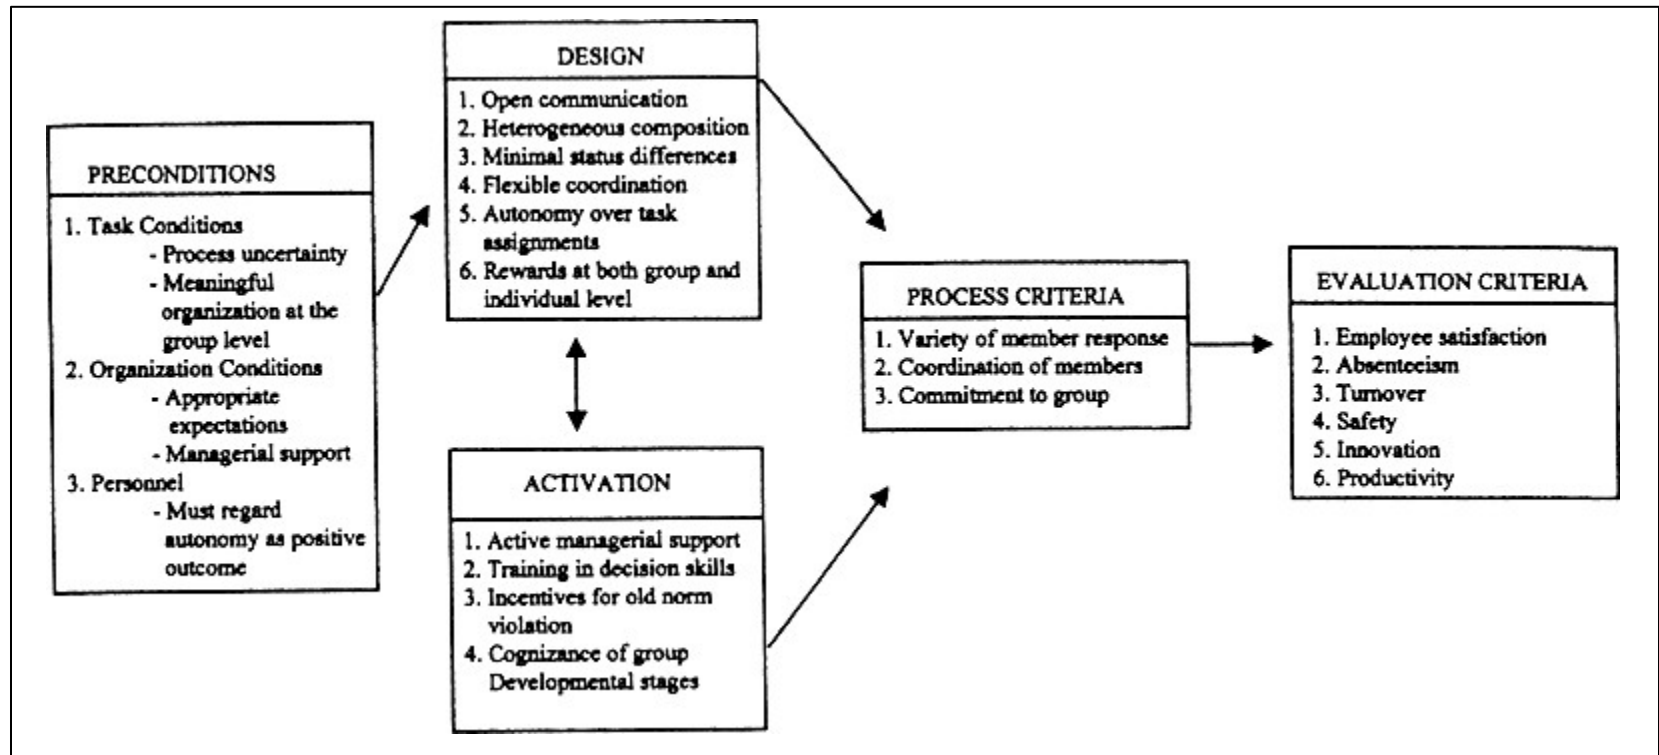 PRECONDITIONS
1. Task Conditions
- Process uncertainty
- Meaningful
organization at the
group level
2. Organization Conditions
- Appropriate
expectations
- Managerial support
3. Personnel
- Must regard
autonomy as positive
outcome
DESIGN
1. Open communication
2. Heterogeneous composition
3. Minimal status differences
4. Flexible coordination
5. Autonomy over task
assignments
6. Rewards at both group and
individual level
ACTIVATION
1. Active managerial support
2. Training in decision skills
3. Incentives for old norm
violation
4. Cognizance of group
Developmental stages
PROCESS CRITERIA
1. Variety of member response
2. Coordination of members
3. Commitment to group
EVALUATION CRITERIA
1. Employee satisfaction
2. Absenteeism
3. Turnover
4. Safety
5. Innovation
6. Productivity